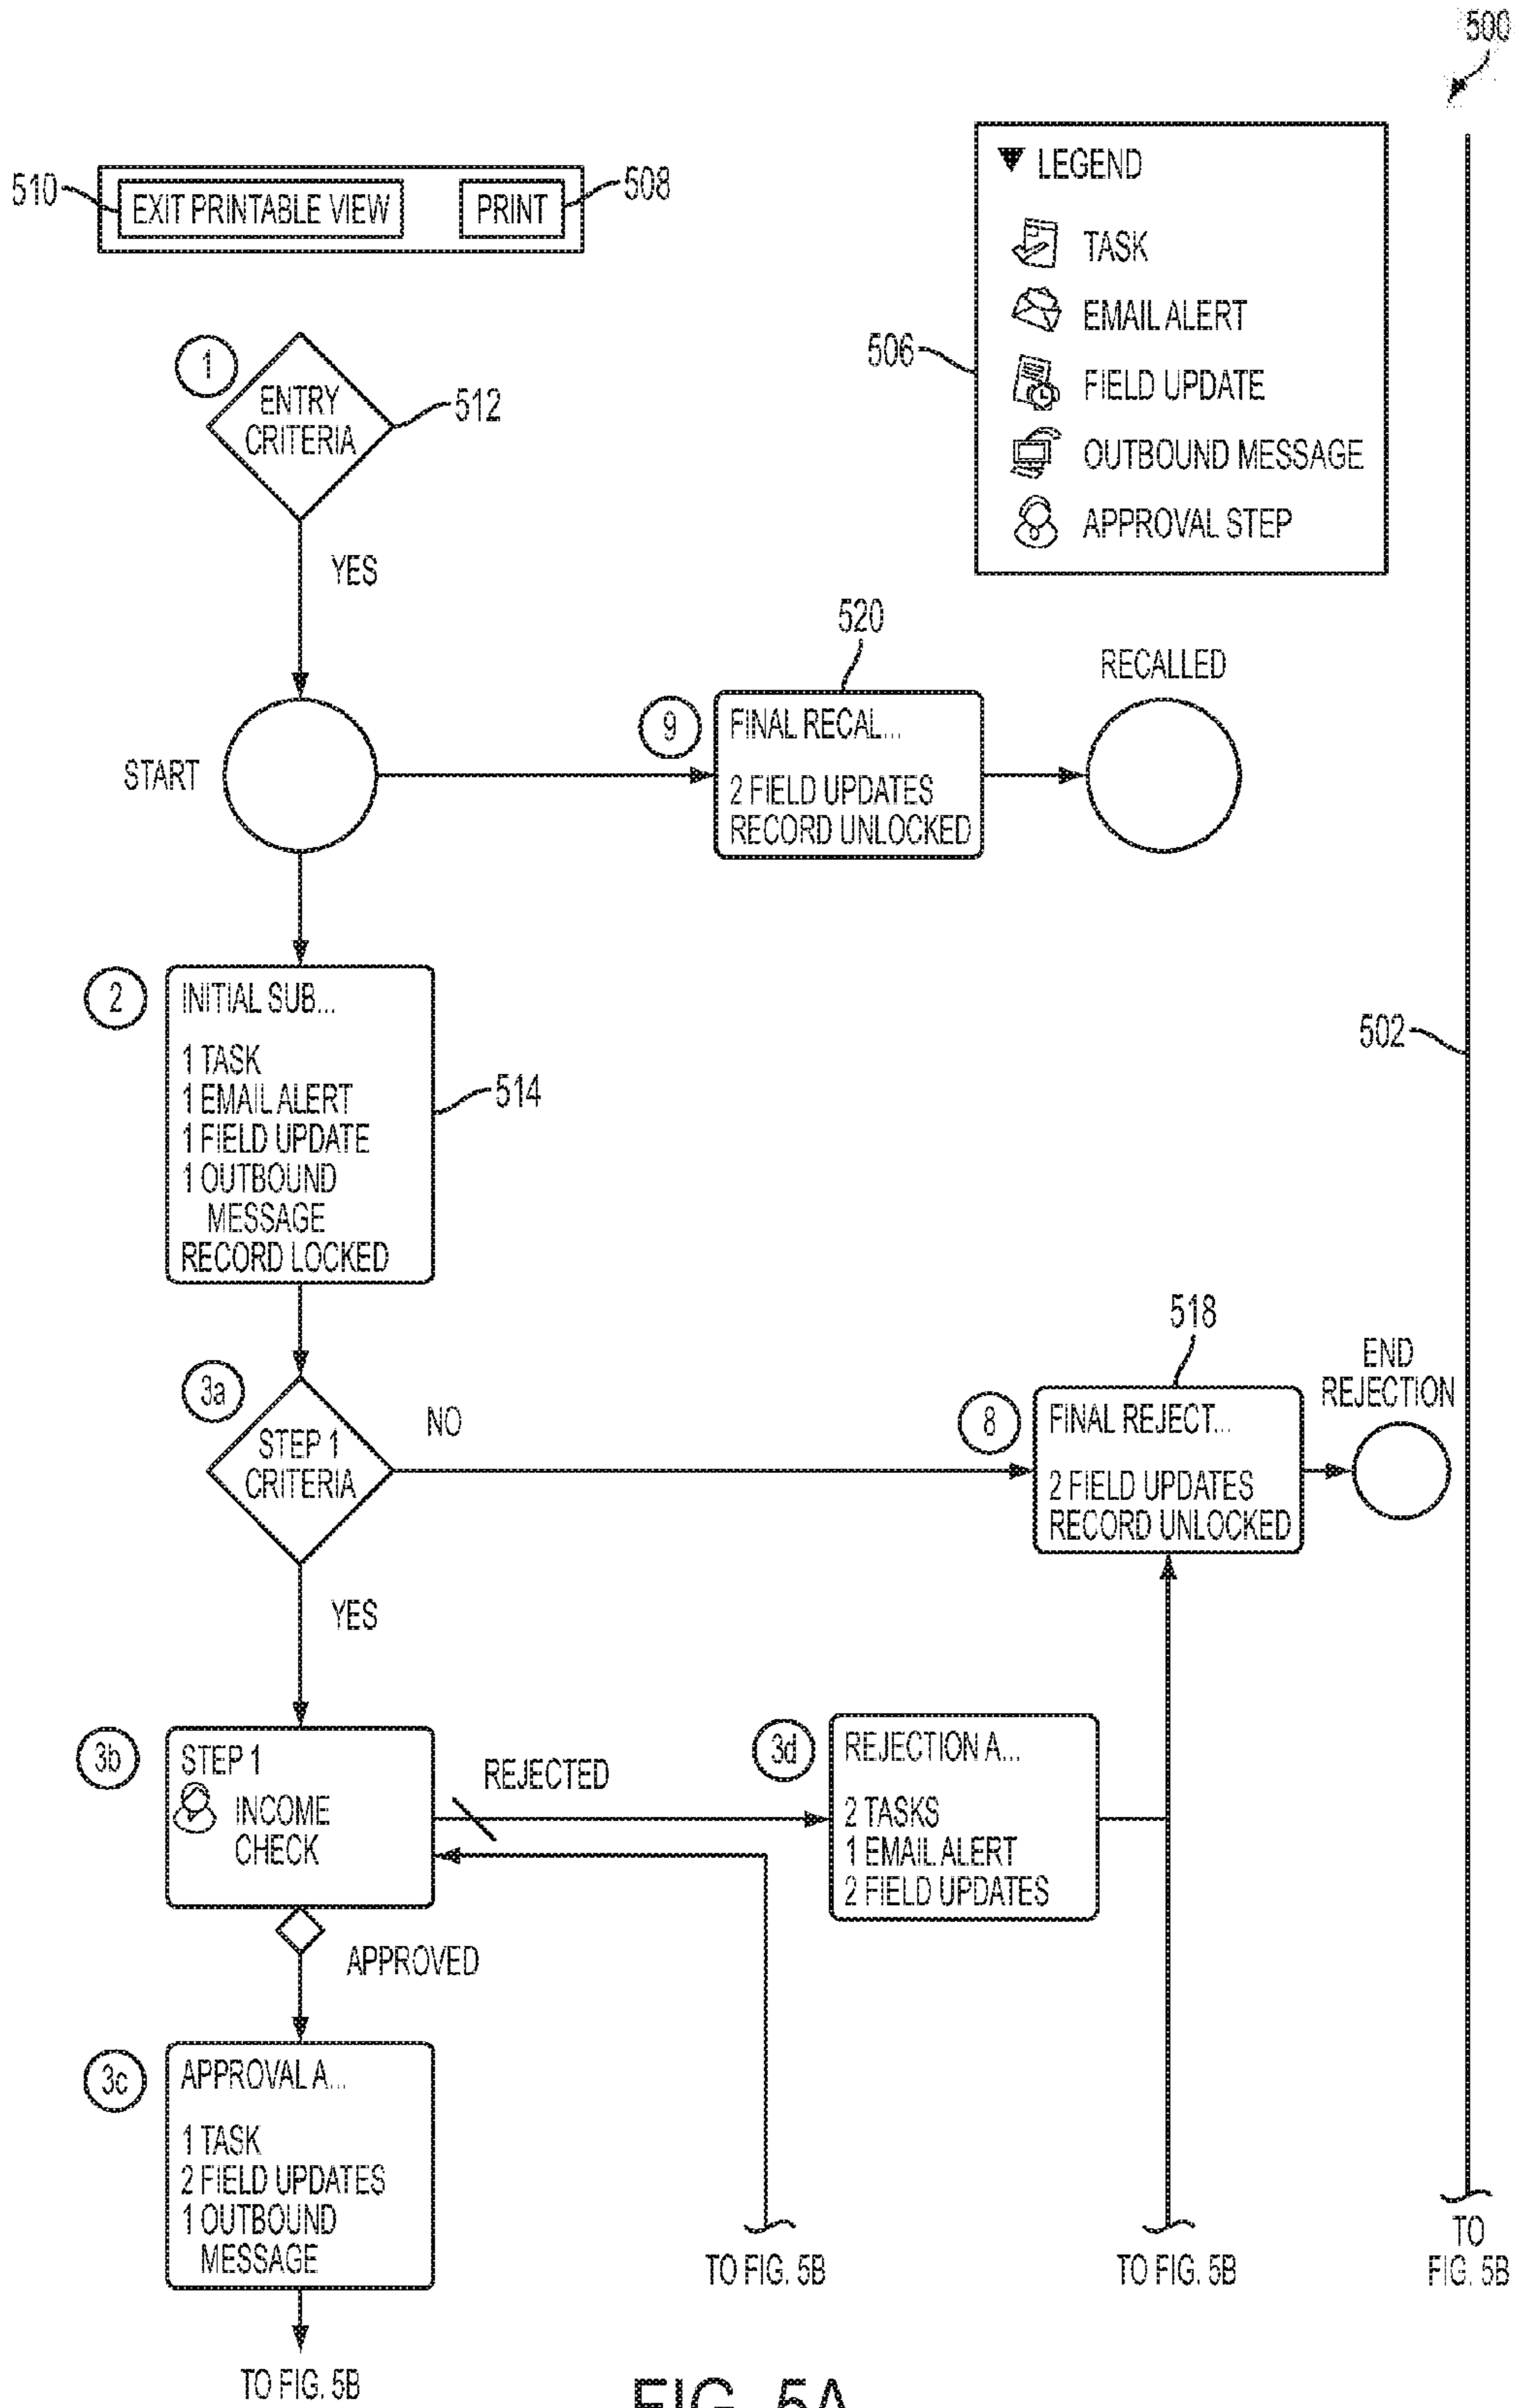 500
510
EXIT PRINTABLE VIEW
PRINT
508
LEGEND
TASK
EMAIL ALERT
FIELD UPDATE
OUTBOUND MESSAGE
APPROVAL STEP
506
1
ENTRY
CRITERIA
512
YES
START
520
9
FINAL RECAL...
2 FIELD UPDATES
RECORD UNLOCKED
RECALLED
2
INITIAL SUB...
1 TASK
1 EMAIL ALERT
1 FIELD UPDATE
1 OUTBOUND
MESSAGE
RECORD LOCKED
514
502
3a
STEP 1
CRITERIA
NO
518
8
FINAL REJECT...
2 FIELD UPDATES
RECORD UNLOCKED
END
REJECTION
YES
3b
STEP 1
INCOME
CHECK
REJECTED
3d
REJECTION A...
2 TASKS
1 EMAIL ALERT
2 FIELD UPDATES
APPROVED
3c
APPROVAL A...
1 TASK
2 FIELD UPDATES
1 OUTBOUND
MESSAGE
TO FIG. 5B
TO FIG. 5B
TO FIG. 5B
TO
FIG. 5B
FIG. 5A